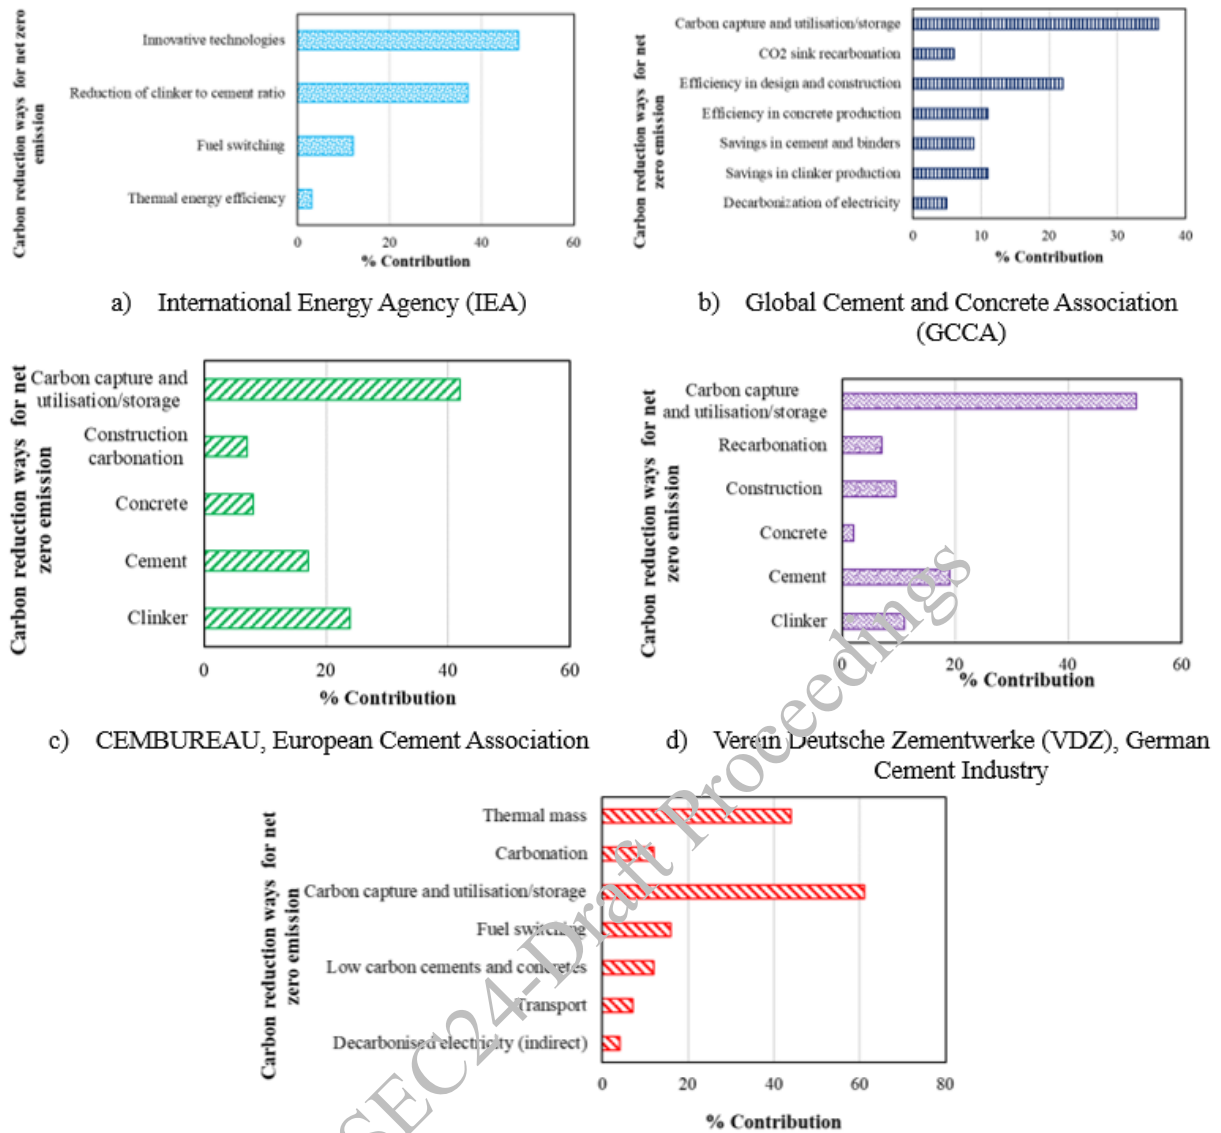 Carbon reduction ways for net zero
emission
Innovative technologies
Reduction of clinker to cement ratio
Fuel switching
Thermal energy efficiency
0 20 40 60
% Contribution
a) International Energy Agency (IEA)
Carbon reduction ways for net
zero emission
Carbon capture and utilisation/storage
CO2 sink recarbonation
Efficiency in design and construction
Efficiency in concrete production
Savings in cement and binders
Savings in clinker production
Decarbonization of electricity
0 10 20 30 40
% Contribution
b) Global Cement and Concrete Association
(GCCA)
Carbon reduction ways for net
zero emission
Carbon capture and
utilisation/storage
Construction
carbonation
Concrete
Cement
Clinker
0 20 40 60
% Contribution
c) CEMBUREAU, European Cement Association
Carbon reduction ways for net
zero emission
Carbon capture
and utilisation/storage
Recarbonation
Construction
Concrete
Cement
Clinker
0 20 40 60
% Contribution
d) Verein Deutsche Zementwerke (VDZ), German
Cement Industry
Carbon reduction ways for net
zero emission
Thermal mass
Carbonation
Carbon capture and utilisation/storage
Fuel switching
Low carbon cements and concretes
Transport
Decarbonised electricity (indirect)
0 20 40 60 80
% Contribution
SEC24-Draft Proceedings